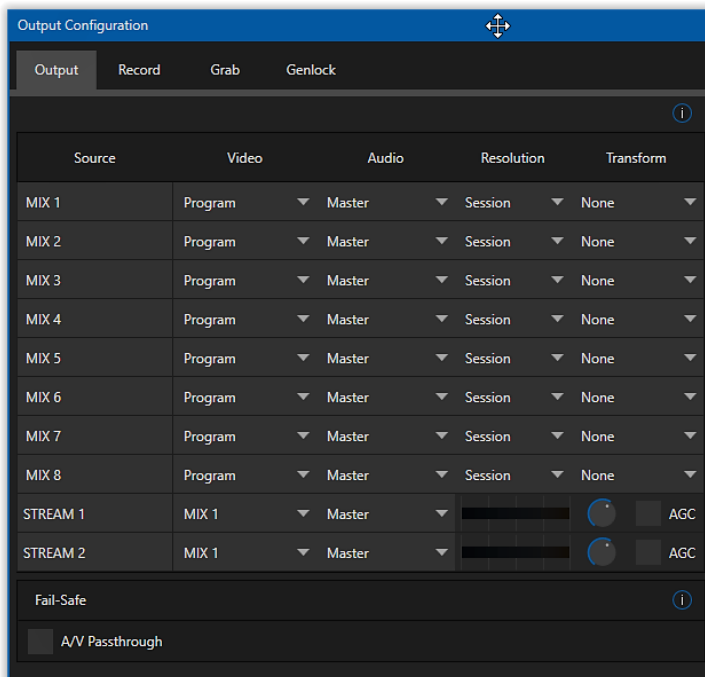 Output Configuration
Output Record Grab Genlock
i
Source Video Audio Resolution Transform
MIX 1 Program Master Session None
MIX 2 Program Master Session None
MIX 3 Program Master Session None
MIX 4 Program Master Session None
MIX 5 Program Master Session None
MIX 6 Program Master Session None
MIX 7 Program Master Session None
MIX 8 Program Master Session None
STREAM 1 MIX 1 Master AGC
STREAM 2 MIX 1 Master AGC
Fail-Safe i
A/V Passthrough